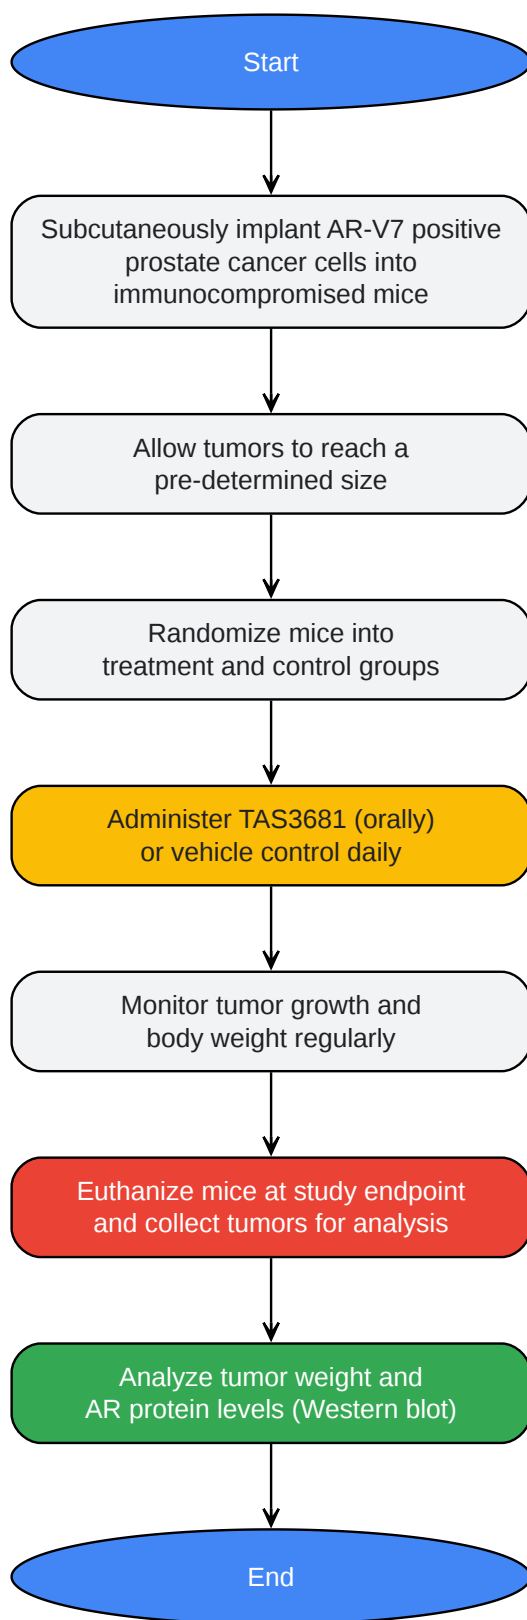 Start
Subcutaneously implant AR-V7 positive
prostate cancer cells into
immunocompromised mice
Allow tumors to reach a
pre-determined size
Randomize mice into
treatment and control groups
Administer TAS3681 (orally)
or vehicle control daily
Monitor tumor growth and
body weight regularly
Euthanize mice at study endpoint
and collect tumors for analysis
Analyze tumor weight and
AR protein levels (Western blot)
End